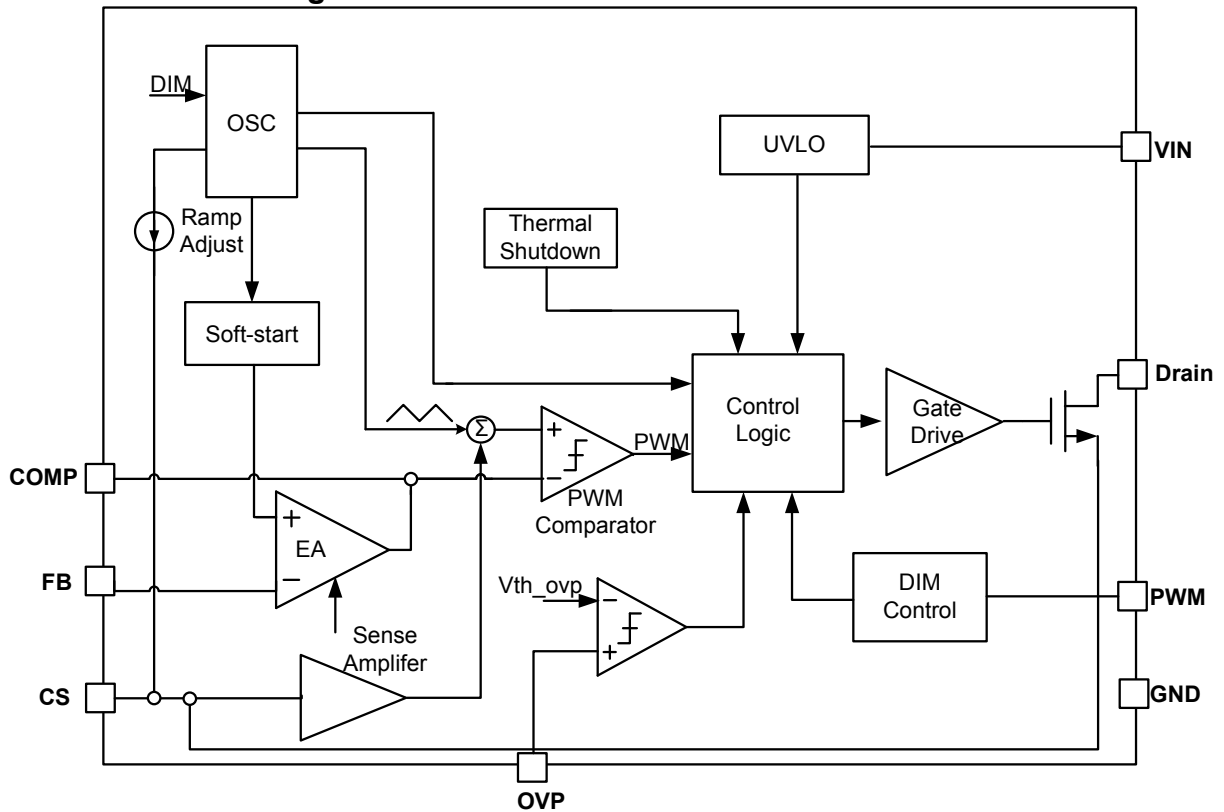 DIM
OSC
UVLO
VIN
Ramp
Adjust
Thermal
Shutdown
Soft-start
Drain
Control
Logic
Gate
Drive
Σ
+
PWM
−
COMP
PWM
Comparator
+
EA
−
FB
Vth_ovp
−
+
DIM
Control
PWM
Sense
Amplifer
CS
GND
OVP